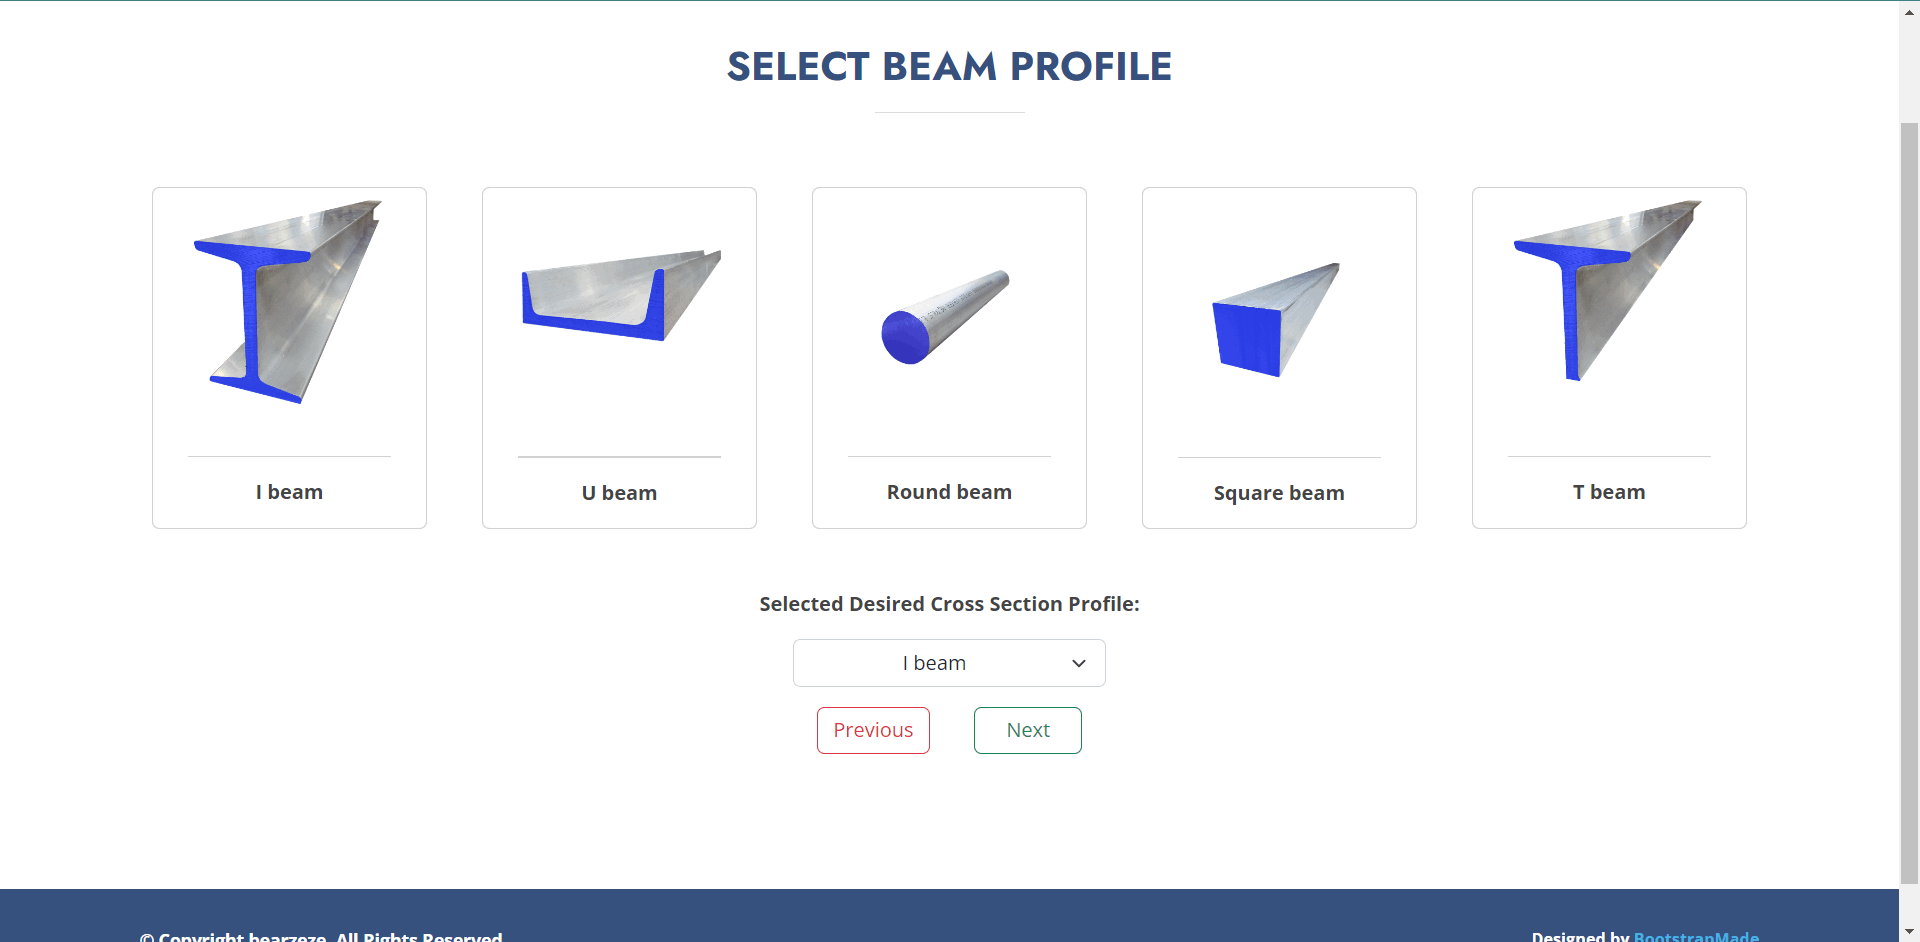 SELECT BEAM PROFILE
I beam
U beam
Round beam
Square beam
T beam
Selected Desired Cross Section Profile:
I beam
Previous
Next
© Copyright bearzeze. All Rights Reserved
Designed by BootstrapMade